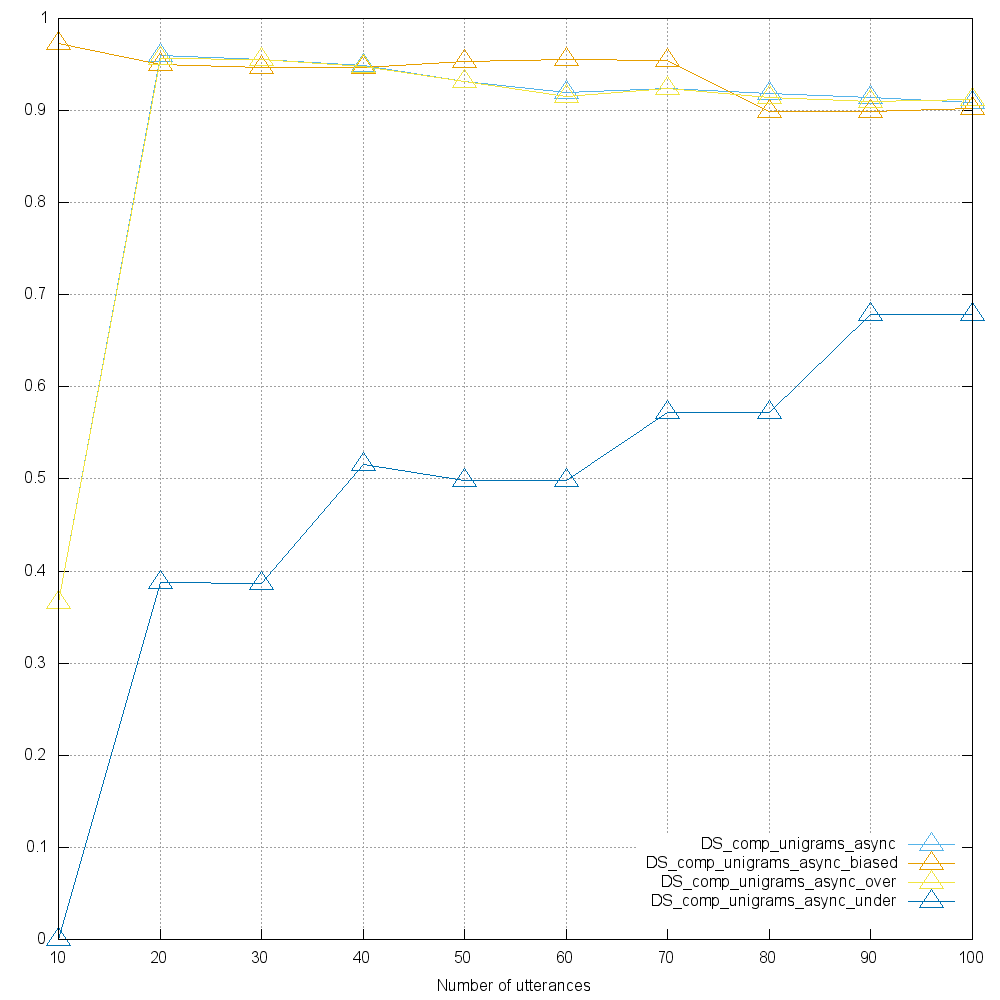 1
0.9
0.8
0.7
0.6
0.5
0.4
0.3
0.2
0.1
0
DS_comp_unigrams_async
DS_comp_unigrams_async_biased
DS_comp_unigrams_async_over
DS_comp_unigrams_async_under
10 20 30 40 50 60 70 80 90 100
Number of utterances